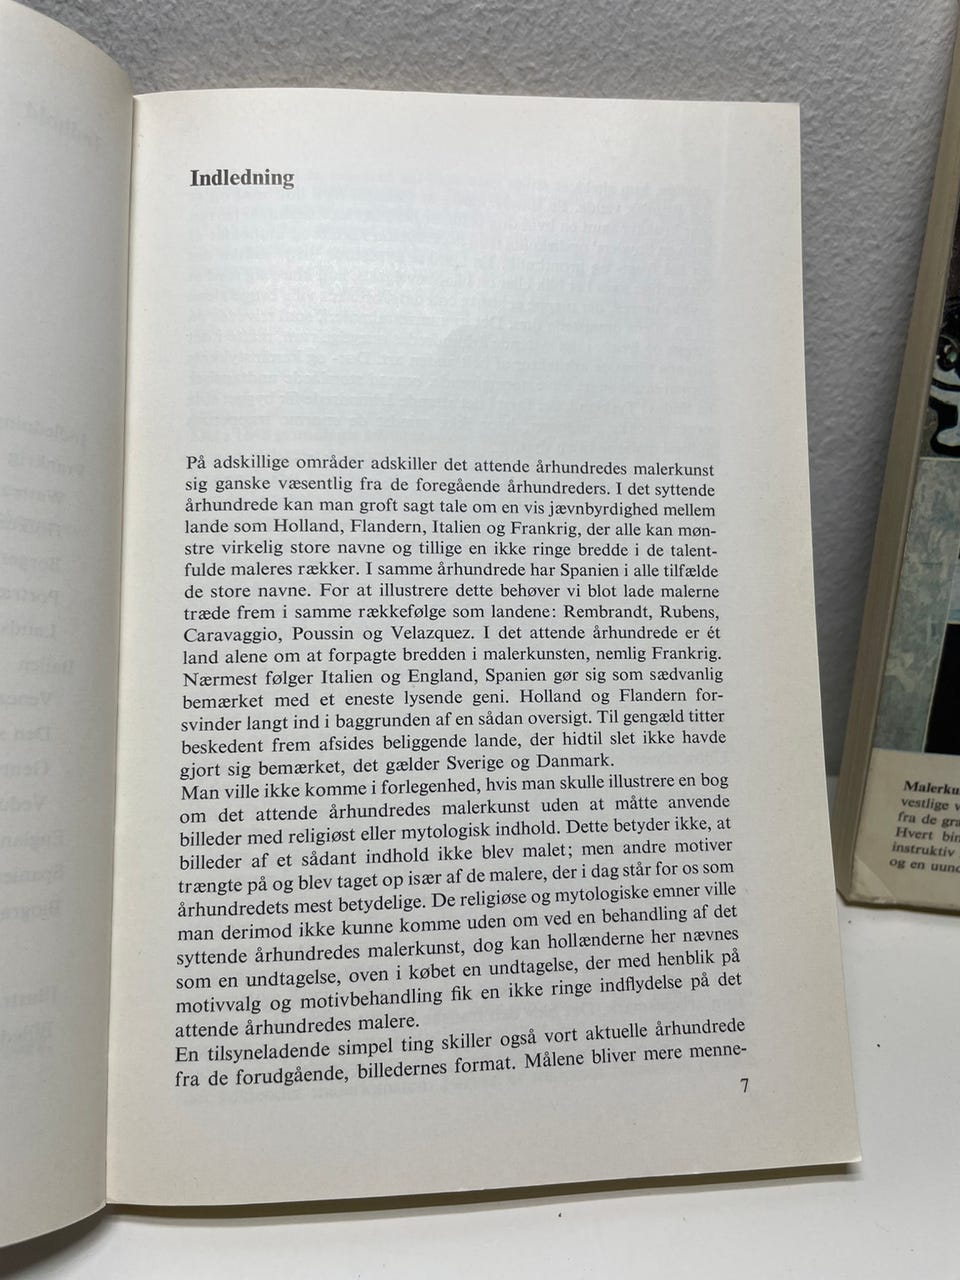 Indledning
På adskillige områder adskiller det attende århundredes malerkunst
sig ganske væsentlig fra de foregående århundreders. I det syttende
århundrede kan man groft sagt tale om en vis jævnbyrdighed mellem
lande som Holland, Flandern, Italien og Frankrig, der alle kan møn-
stre virkelig store navne og tillige en ikke ringe bredde i de talent-
fulde maleres rækker. I samme århundrede har Spanien i alle tilfælde
de store navne. For at illustrere dette behøver vi blot lade malerne
træde frem i samme rækkefølge som landene: Rembrandt, Rubens,
Caravaggio, Poussin og Velazquez. I det attende århundrede er ét
land alene om at forpagte bredden i malerkunsten, nemlig Frankrig.
Nærmest følger Italien og England, Spanien gør sig som sædvanlig
bemærket med et eneste lysende geni. Holland og Flandern for-
svinder langt ind i baggrunden af en sådan oversigt. Til gengæld titter
beskedent frem afsides beliggende lande, der hidtil slet ikke havde
gjort sig bemærket, det gælder Sverige og Danmark.
Man ville ikke komme i forlegenhed, hvis man skulle illustrere en bog
om det attende århundredes malerkunst uden at måtte anvende
billeder med religiøst eller mytologisk indhold. Dette betyder ikke, at
billeder af et sådant indhold ikke blev malet; men andre motiver
trængte på og blev taget op især af de malere, der i dag står for os som
århundredets mest betydelige. De religiøse og mytologiske emner ville
man derimod ikke kunne komme uden om ved en behandling af det
syttende århundredes malerkunst, dog kan hollænderne her nævnes
som en undtagelse, oven i købet en undtagelse, der med henblik på
motivvalg og motivbehandling fik en ikke ringe indflydelse på det
attende århundredes malere.
En tilsyneladende simpel ting skiller også vort aktuelle århundrede
fra de forudgående, billedernes format. Målene bliver mere menne-
7
Malerku
vestlige v
fra de gra
Hvert bin
instruktiv
og en uund